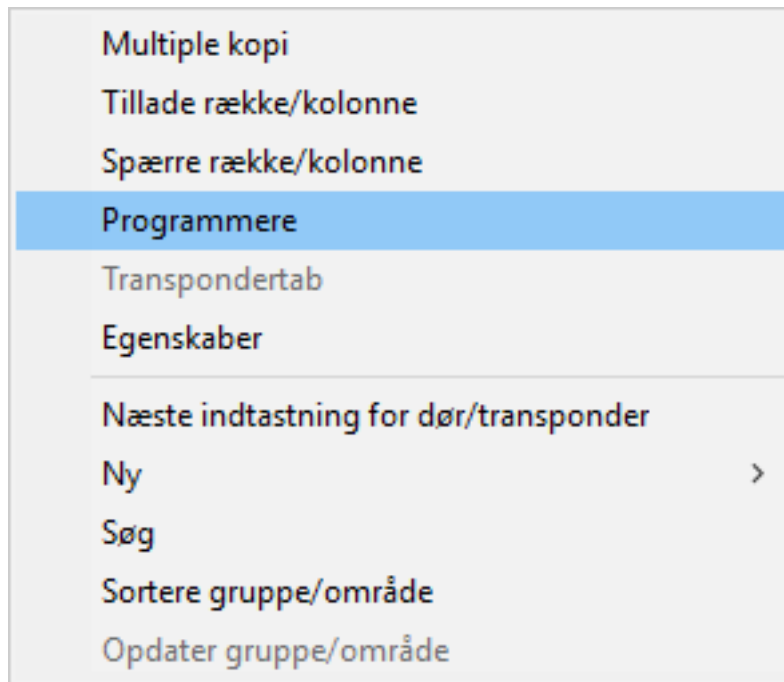 Multiple kopi
Tillade række/kolonne
Spærre række/kolonne
Programmere
Transpondertab
Egenskaber
Næste indtastning for dør/transponder
Ny
Søg
Sortere gruppe/område
Opdater gruppe/område